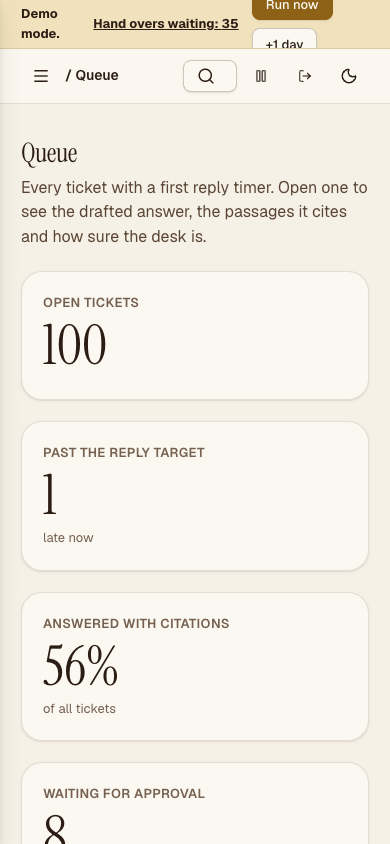 Demo mode.
Hand overs waiting: 35
Run now
+1 day
/ Queue
Queue
Every ticket with a first reply timer. Open one to
see the drafted answer, the passages it cites
and how sure the desk is.
OPEN TICKETS
100
PAST THE REPLY TARGET
1
late now
ANSWERED WITH CITATIONS
56%
of all tickets
WAITING FOR APPROVAL
8